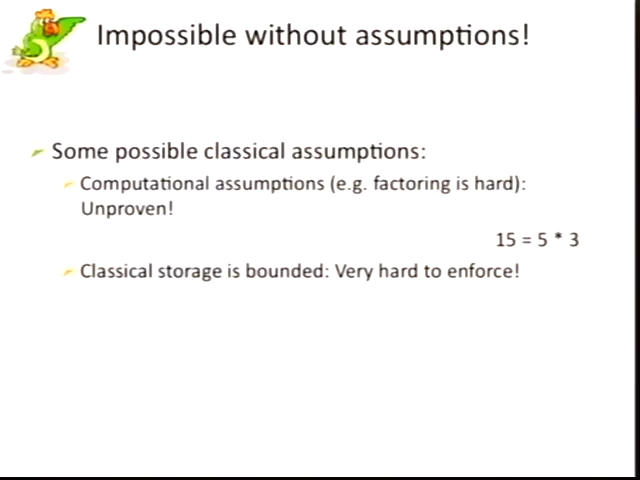 Impossible without assumptions!
Some possible classical assumptions:
Computational assumptions (e.g. factoring is hard):
Unproven!
15 = 5 * 3
Classical storage is bounded: Very hard to enforce!